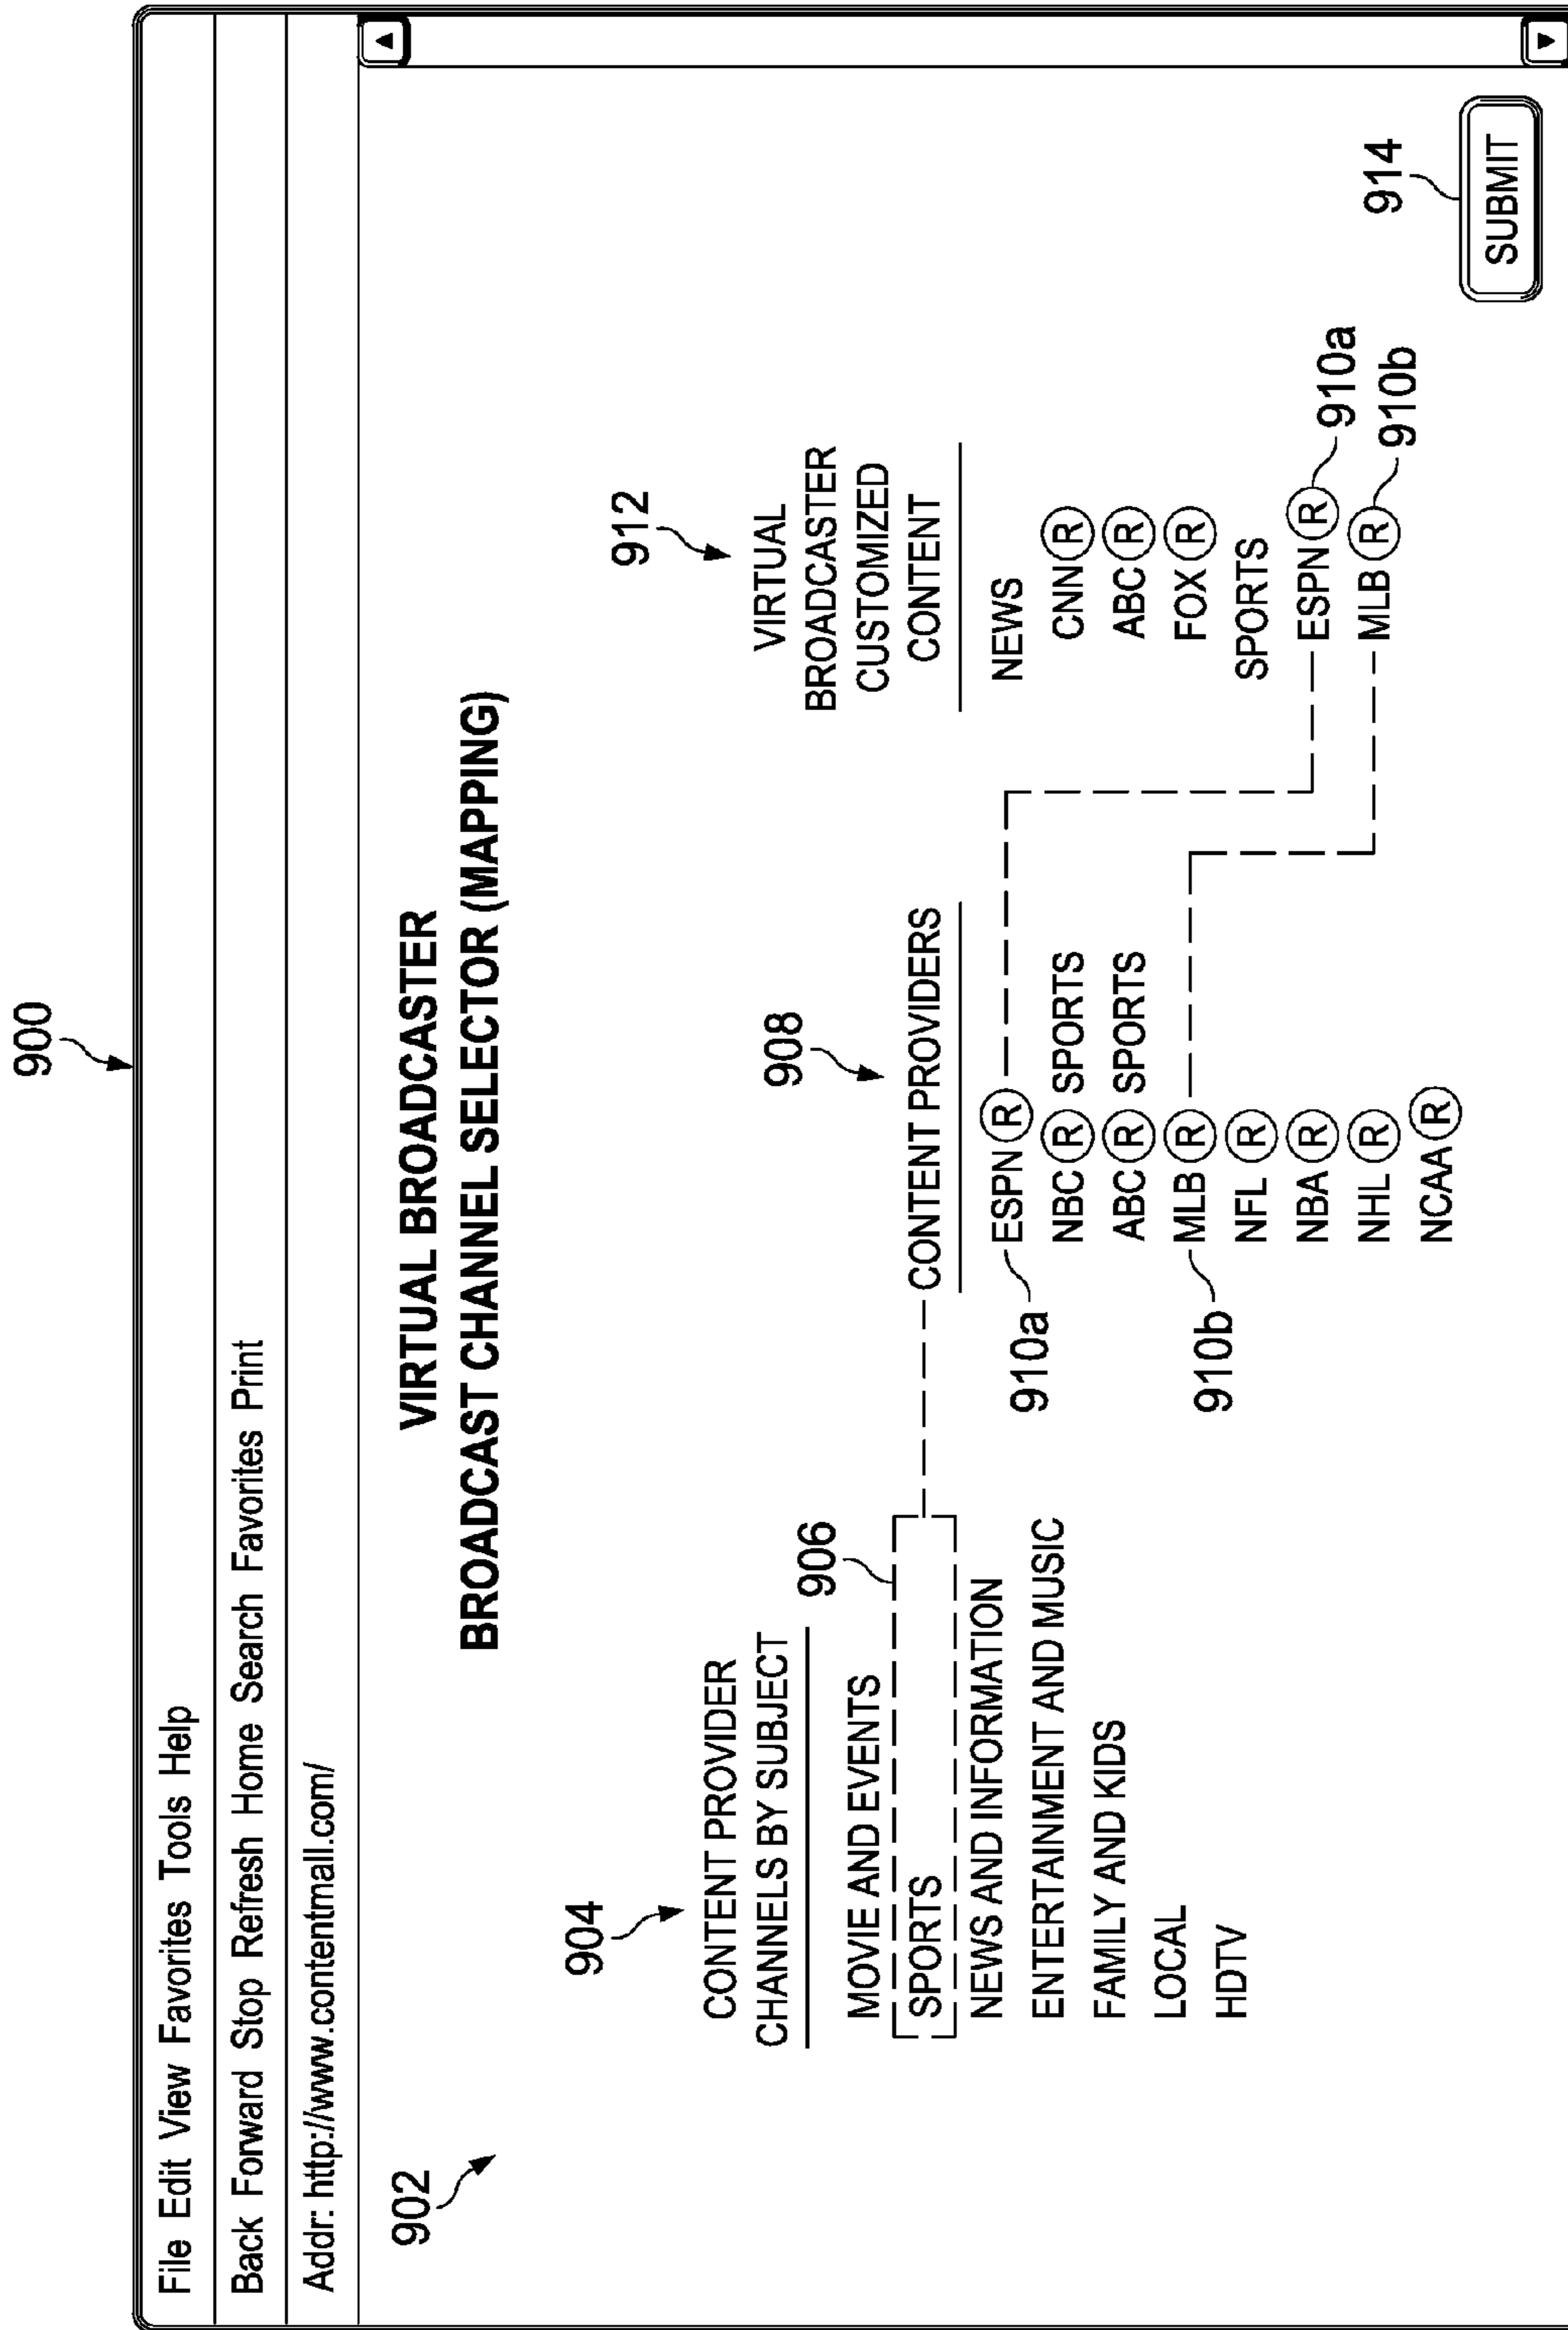 900
File Edit View Favorites Tools Help
Back Forward Stop Refresh Home Search Favorites Print
Addr: http://www.contentmall.com/
902
VIRTUAL BROADCASTER
BROADCAST CHANNEL SELECTOR (MAPPING)
904
CONTENT PROVIDER
CHANNELS BY SUBJECT
906
MOVIE AND EVENTS
SPORTS
NEWS AND INFORMATION
ENTERTAINMENT AND MUSIC
FAMILY AND KIDS
LOCAL
HDTV
908
CONTENT PROVIDERS
910a
ESPN Ⓡ
NBC Ⓡ SPORTS
ABC Ⓡ SPORTS
910b
MLB Ⓡ
NFL Ⓡ
NBA Ⓡ
NHL Ⓡ
NCAA Ⓡ
912
VIRTUAL
BROADCASTER
CUSTOMIZED
CONTENT
NEWS
CNN Ⓡ
ABC Ⓡ
FOX Ⓡ
SPORTS
ESPN Ⓡ
910a
MLB Ⓡ
910b
914
SUBMIT